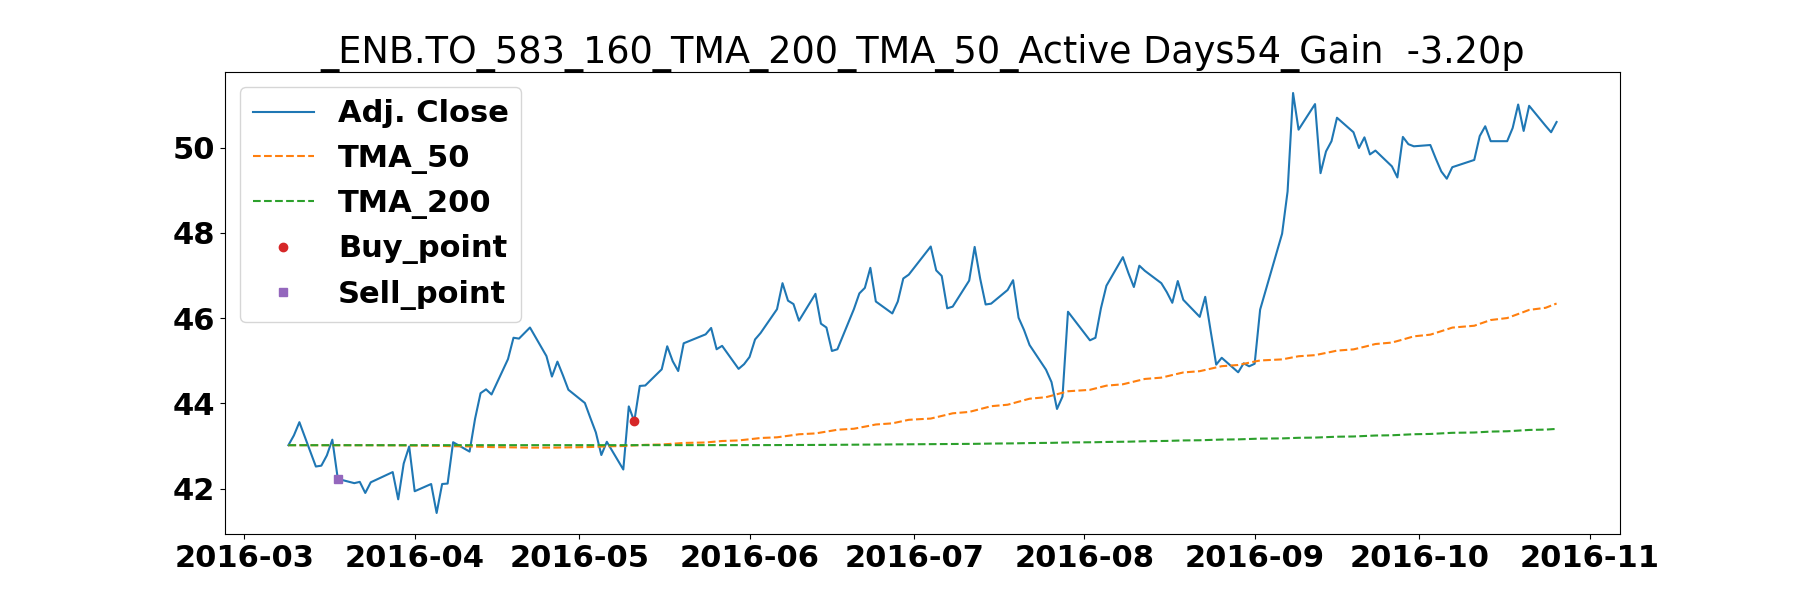 _ENB.TO_583_160_TMA_200_TMA_50_Active Days54_Gain  -3.20p
Adj. Close
TMA_50
TMA_200
Buy_point
Sell_point
50
48
46
44
42
2016-03 2016-04 2016-05 2016-06 2016-07 2016-08 2016-09 2016-10 2016-11